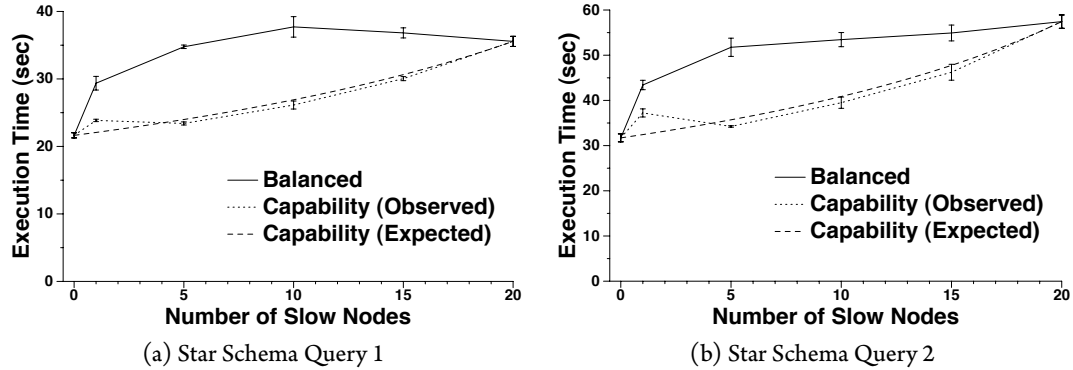 Execution Time (sec)
40
30
20
10
0
Balanced
Capability (Observed)
Capability (Expected)
0 5 10 15 20
Number of Slow Nodes
(a) Star Schema Query 1
Execution Time (sec)
60
50
40
30
20
10
0
Balanced
Capability (Observed)
Capability (Expected)
0 5 10 15 20
Number of Slow Nodes
(b) Star Schema Query 2